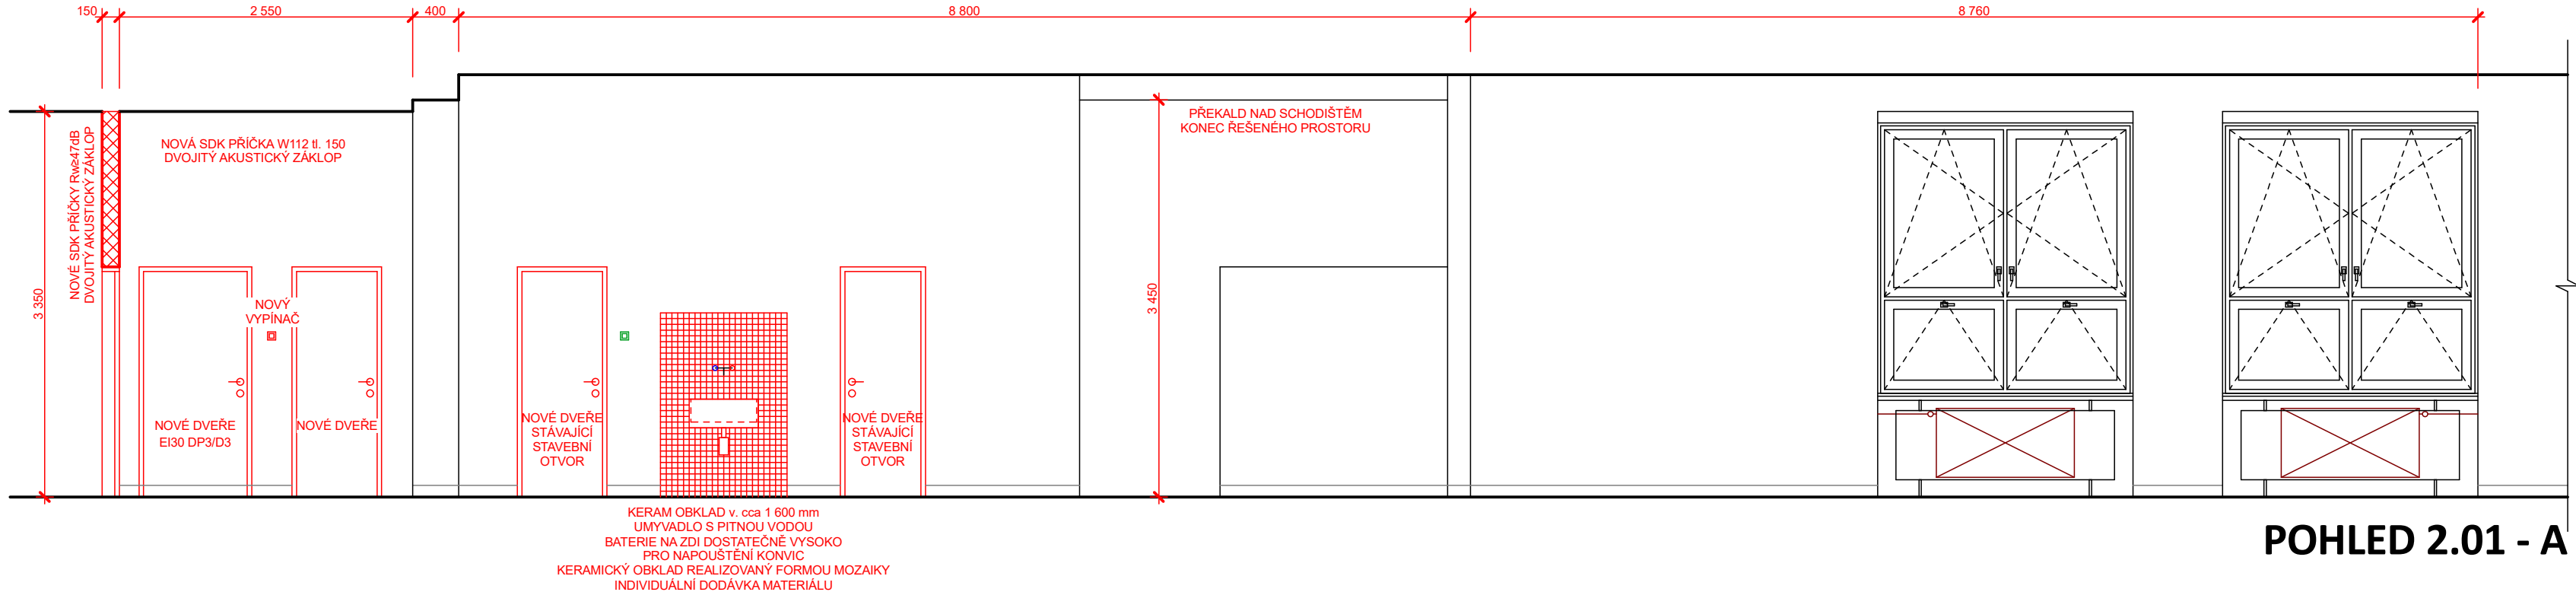 150
2 550
400
8 800
8 760
NOVÁ SDK PŘÍČKA W112 tl. 150
DVOJITÝ AKUSTICKÝ ZÁKLOP
NOVÉ SDK PŘÍČKY Rw≥47dB
DVOJITÝ AKUSTICKÝ ZÁKLOP
3 350
PŘEKALD NAD SCHODIŠTĚM
KONEC ŘEŠENÉHO PROSTORU
3 450
NOVÝ
VYPÍNAČ
NOVÉ DVEŘE
EI30 DP3/D3
NOVÉ DVEŘE
NOVÉ DVEŘE
STÁVAJÍCÍ
STAVEBNÍ
OTVOR
NOVÉ DVEŘE
STÁVAJÍCÍ
STAVEBNÍ
OTVOR
KERAM OBKLAD v. cca 1 600 mm
UMYVADLO S PITNOU VODOU
BATERIE NA ZDI DOSTATEČNĚ VYSOKO
PRO NAPOUŠTĚNÍ KONVIC
KERAMICKÝ OBKLAD REALIZOVANÝ FORMOU MOZAIKY
INDIVIDUÁLNÍ DODÁVKA MATERIÁLU
POHLED 2.01 - A